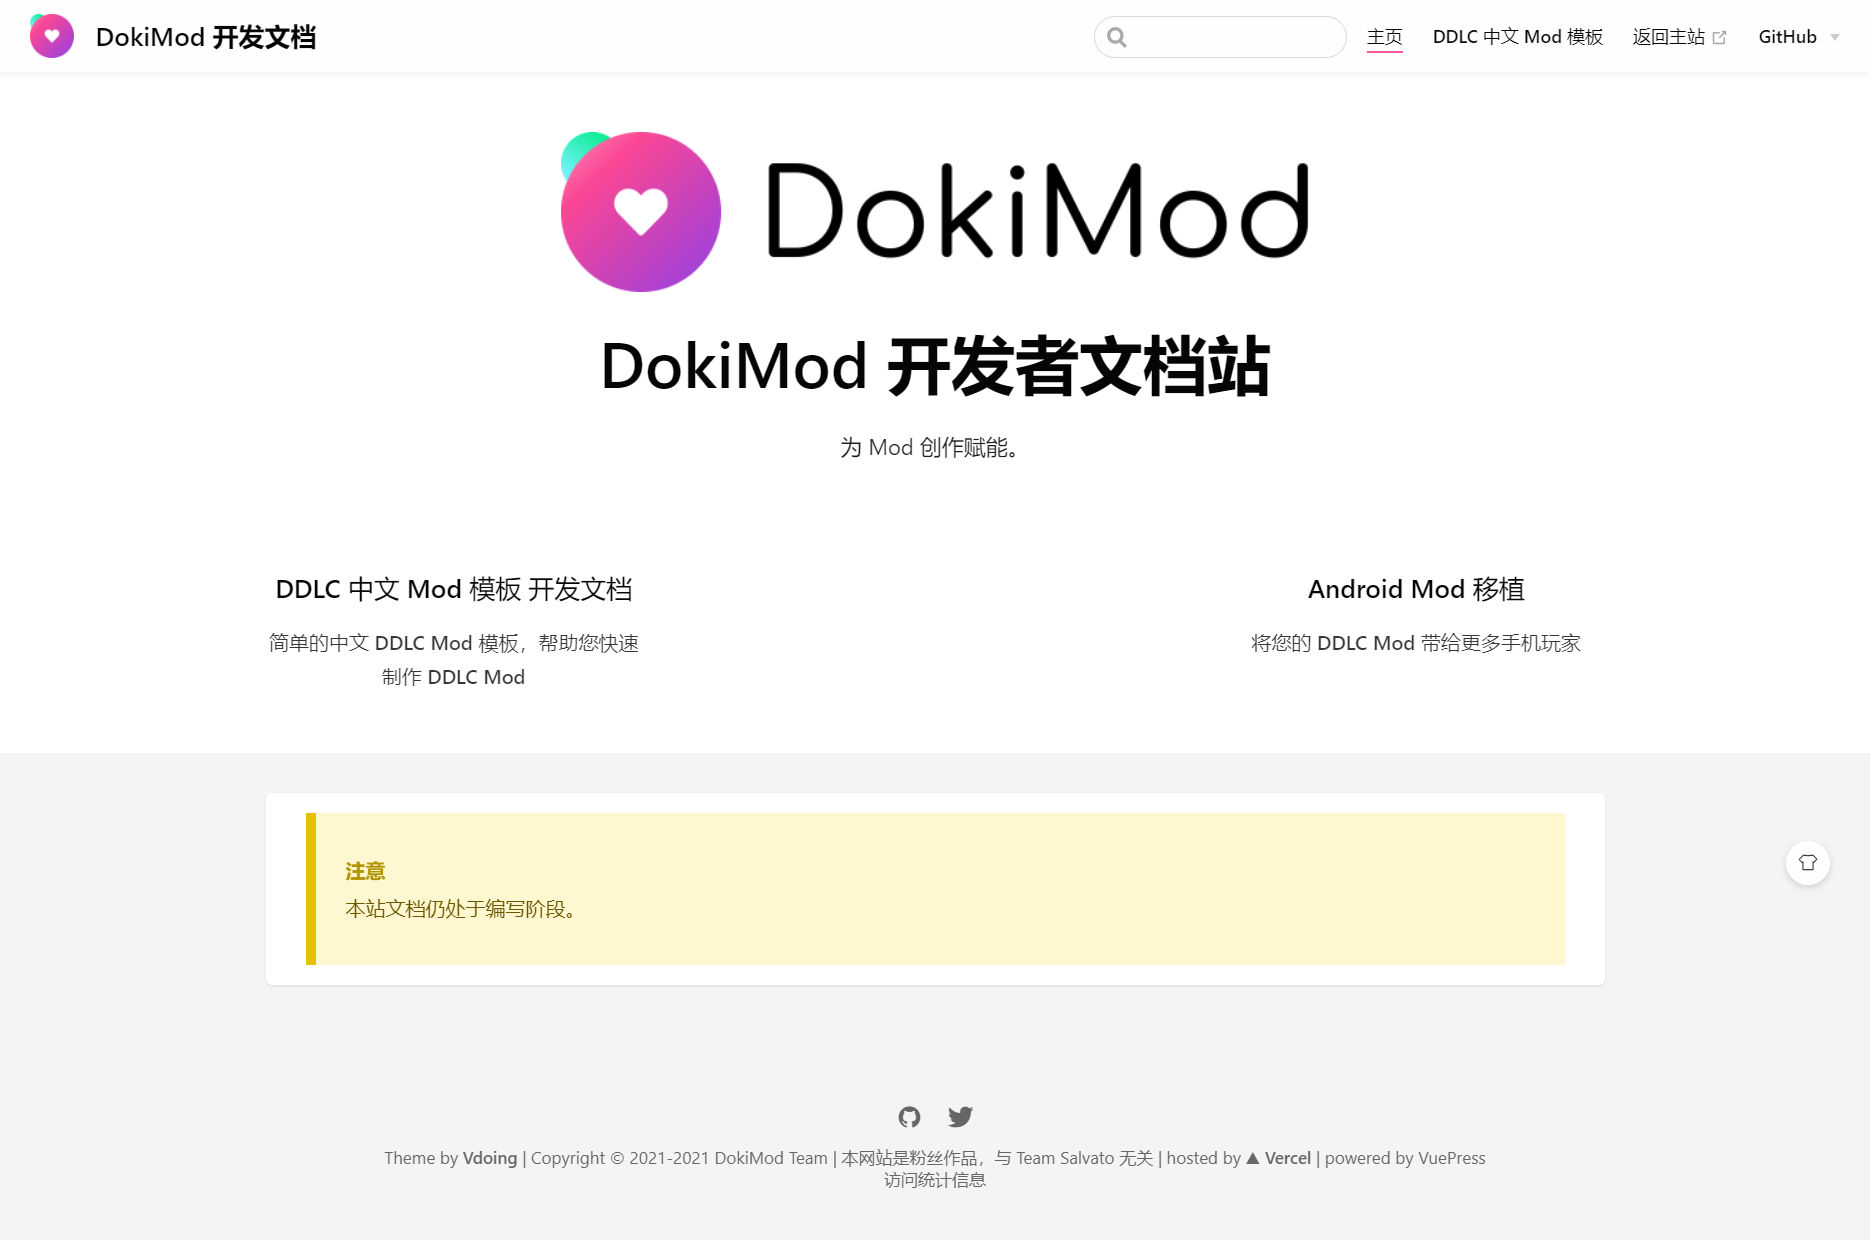 DokiMod 开发文档
主页
DDLC 中文 Mod 模板
返回主站
GitHub
DokiMod
DokiMod 开发者文档站
为 Mod 创作赋能。
DDLC 中文 Mod 模板 开发文档
简单的中文 DDLC Mod 模板，帮助您快速
制作 DDLC Mod
Android Mod 移植
将您的 DDLC Mod 带给更多手机玩家
注意
本站文档仍处于编写阶段。
Theme by Vdoing | Copyright © 2021-2021 DokiMod Team | 本网站是粉丝作品，与 Team Salvato 无关 | hosted by ▲ Vercel | powered by VuePress
访问统计信息